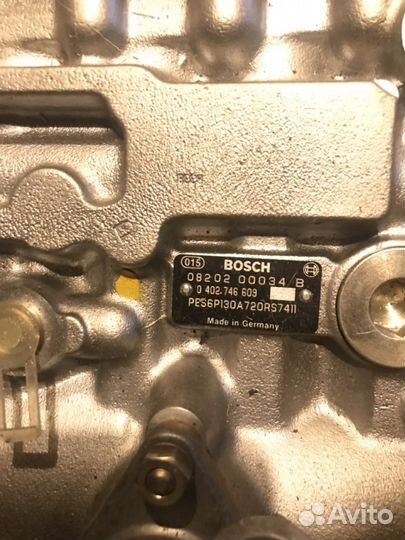 015 BOSCH
08202 00034 B
0 402 746 609
PES6P130A720RS7411
Made in Germany
Avito